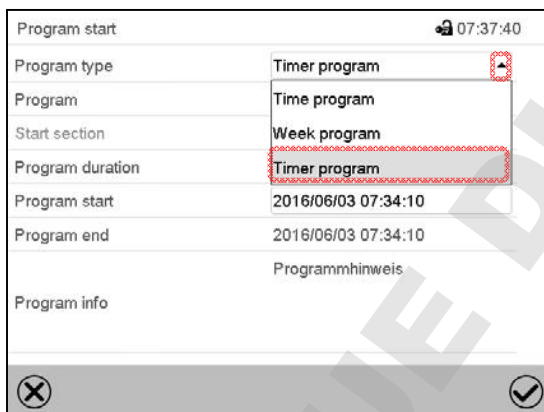 Program start 07:37:40
Program type Timer program
Program Time program
Start section Week program
Program duration Timer program
Program start 2016/06/03 07:34:10
Program end 2016/06/03 07:34:10
Programmhinweis
Program info